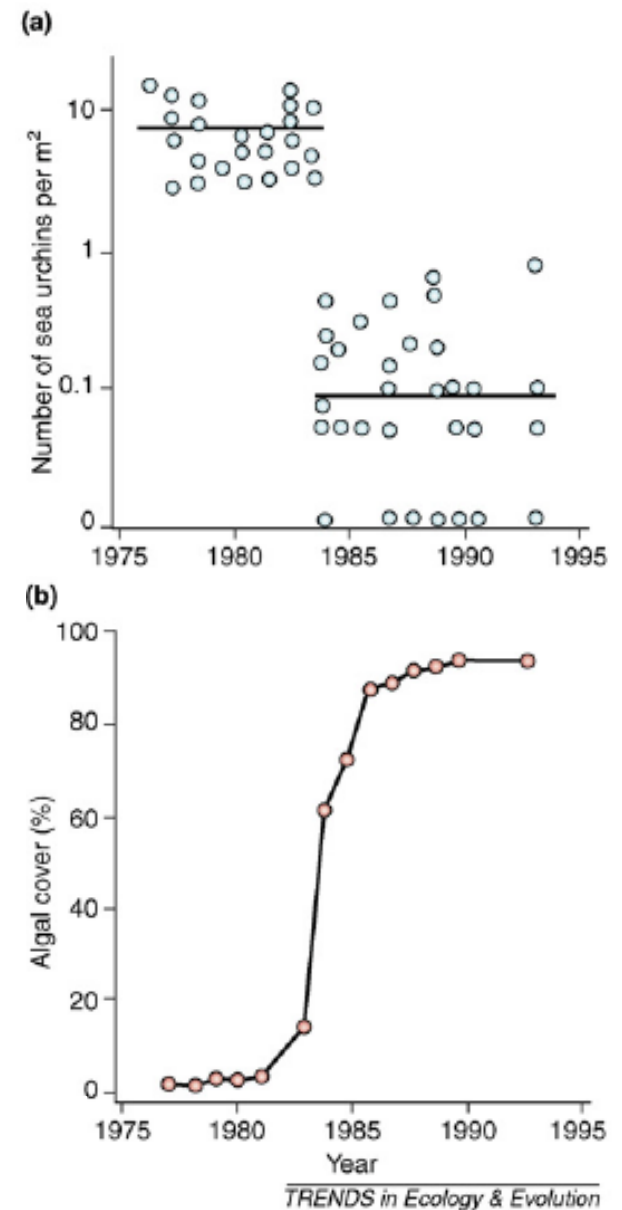 (a)
Number of sea urchins per m²
10
1
0.1
0
1975 1980 1985 1990 1995
(b)
Algal cover (%)
100
80
60
40
20
0
1975 1980 1985 1990 1995
Year
TRENDS in Ecology & Evolution